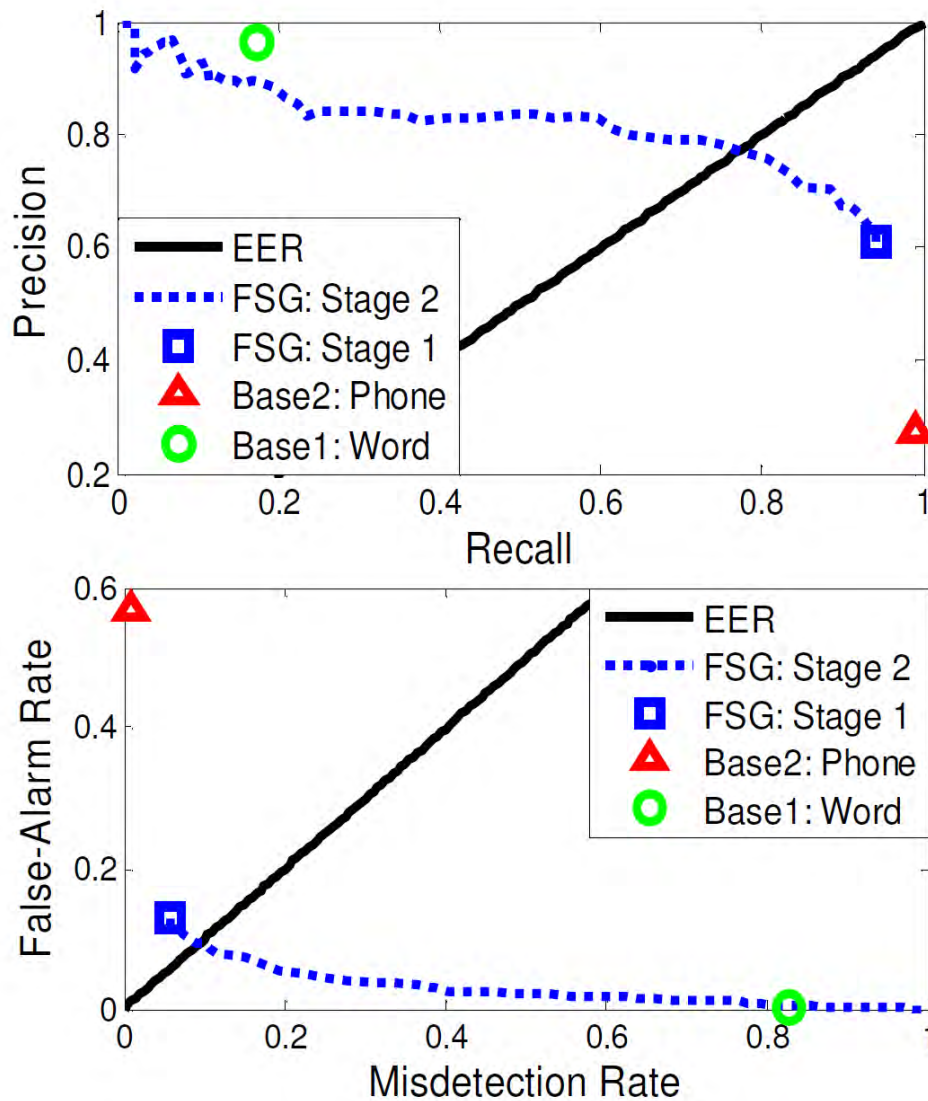 1
0.8
0.6
0.4
0.2
Precision
EER
FSG: Stage 2
FSG: Stage 1
Base2: Phone
Base1: Word
0 0.2 0.4 0.6 0.8 1
Recall
0.6
0.4
0.2
0
False-Alarm Rate
EER
FSG: Stage 2
FSG: Stage 1
Base2: Phone
Base1: Word
0 0.2 0.4 0.6 0.8 1
Misdetection Rate